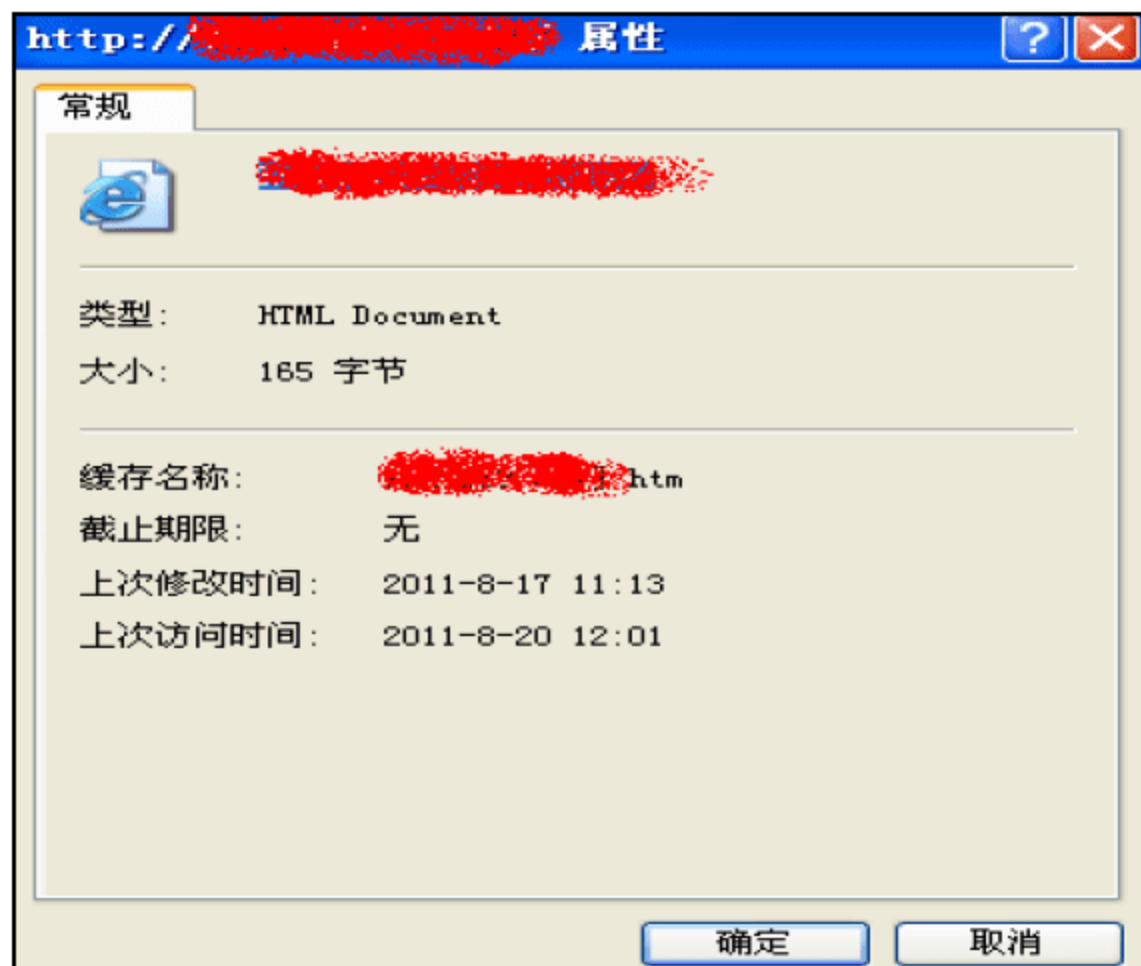 http:// 属性
常规
类型: HTML Document
大小: 165 字节
缓存名称: htm
截止期限: 无
上次修改时间: 2011-8-17 11:13
上次访问时间: 2011-8-20 12:01
确定 取消